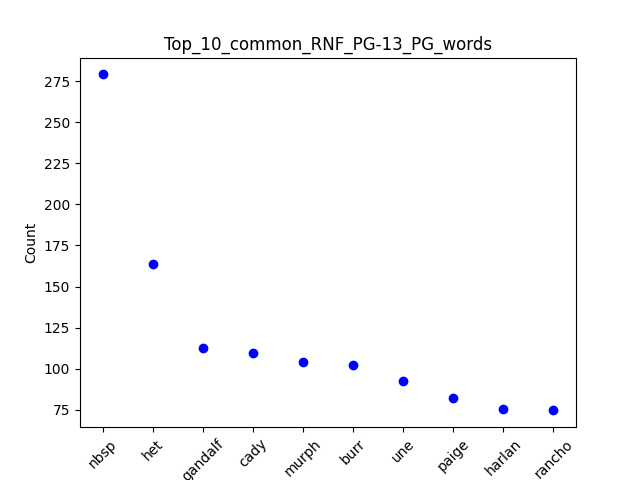 Top_10_common_RNF_PG-13_PG_words
Count
275
250
225
200
175
150
125
100
75
nbsp
het
gandalf
cady
murph
burr
une
paige
harlan
rancho